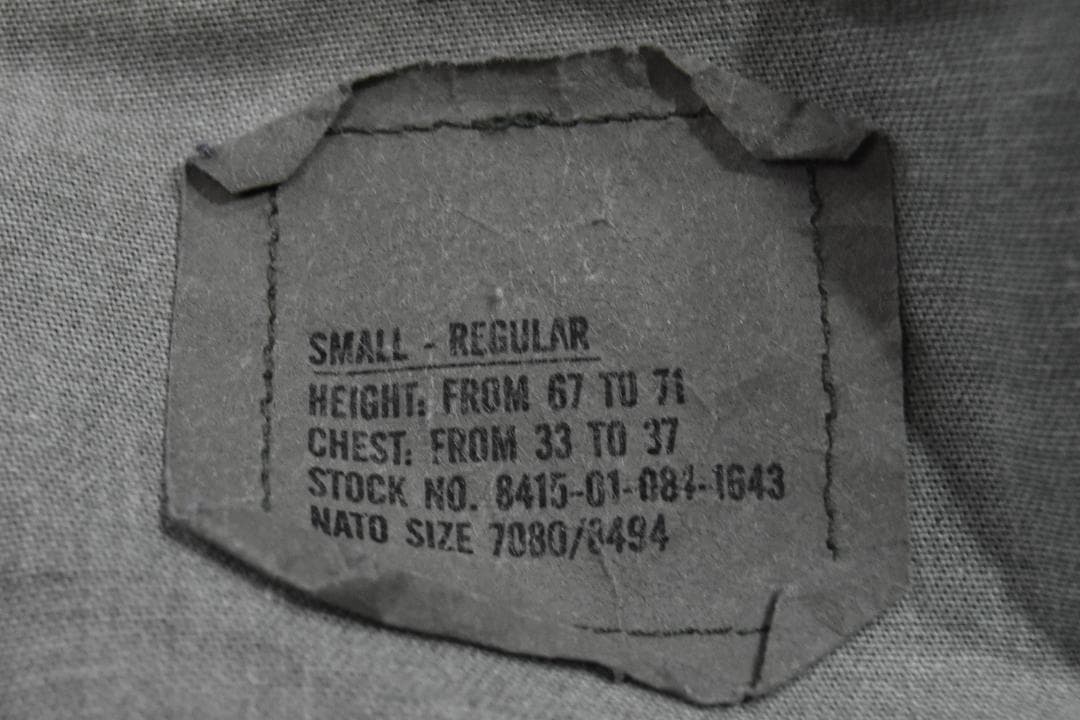 SMALL - REGULAR
HEIGHT: FROM 67 TO 71
CHEST: FROM 33 TO 37
STOCK NO. 8415-01-084-1643
NATO SIZE 7080/8494